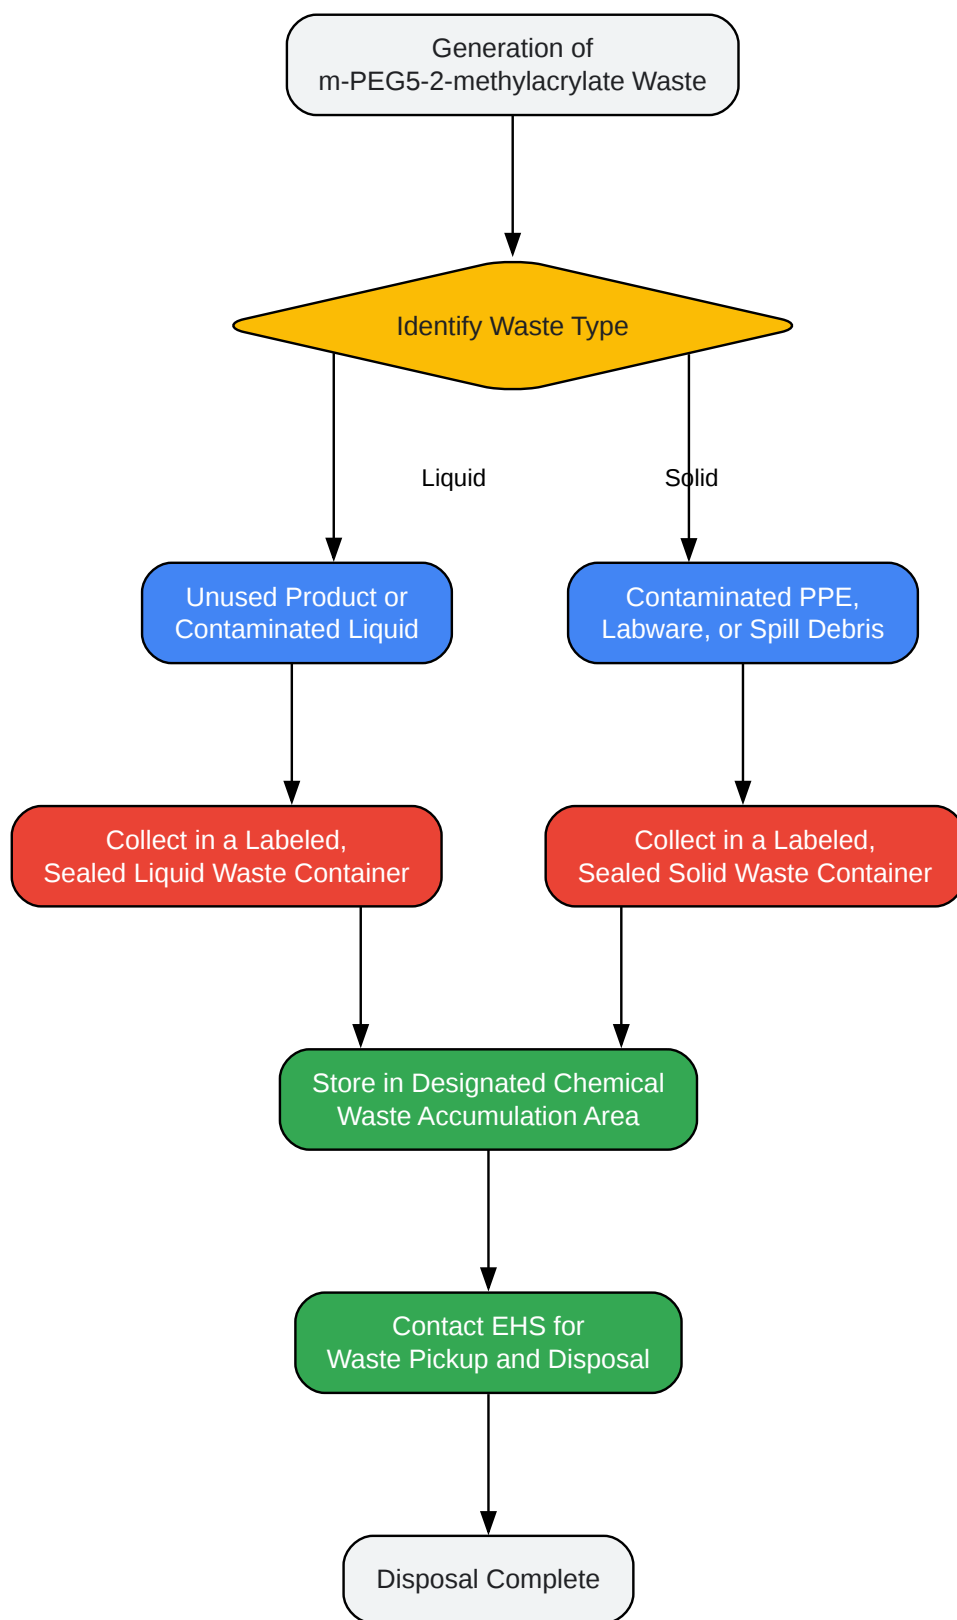 Generation of
m-PEG5-2-methylacrylate Waste
Identify Waste Type
Liquid
Solid
Unused Product or
Contaminated Liquid
Contaminated PPE,
Labware, or Spill Debris
Collect in a Labeled,
Sealed Liquid Waste Container
Collect in a Labeled,
Sealed Solid Waste Container
Store in Designated Chemical
Waste Accumulation Area
Contact EHS for
Waste Pickup and Disposal
Disposal Complete